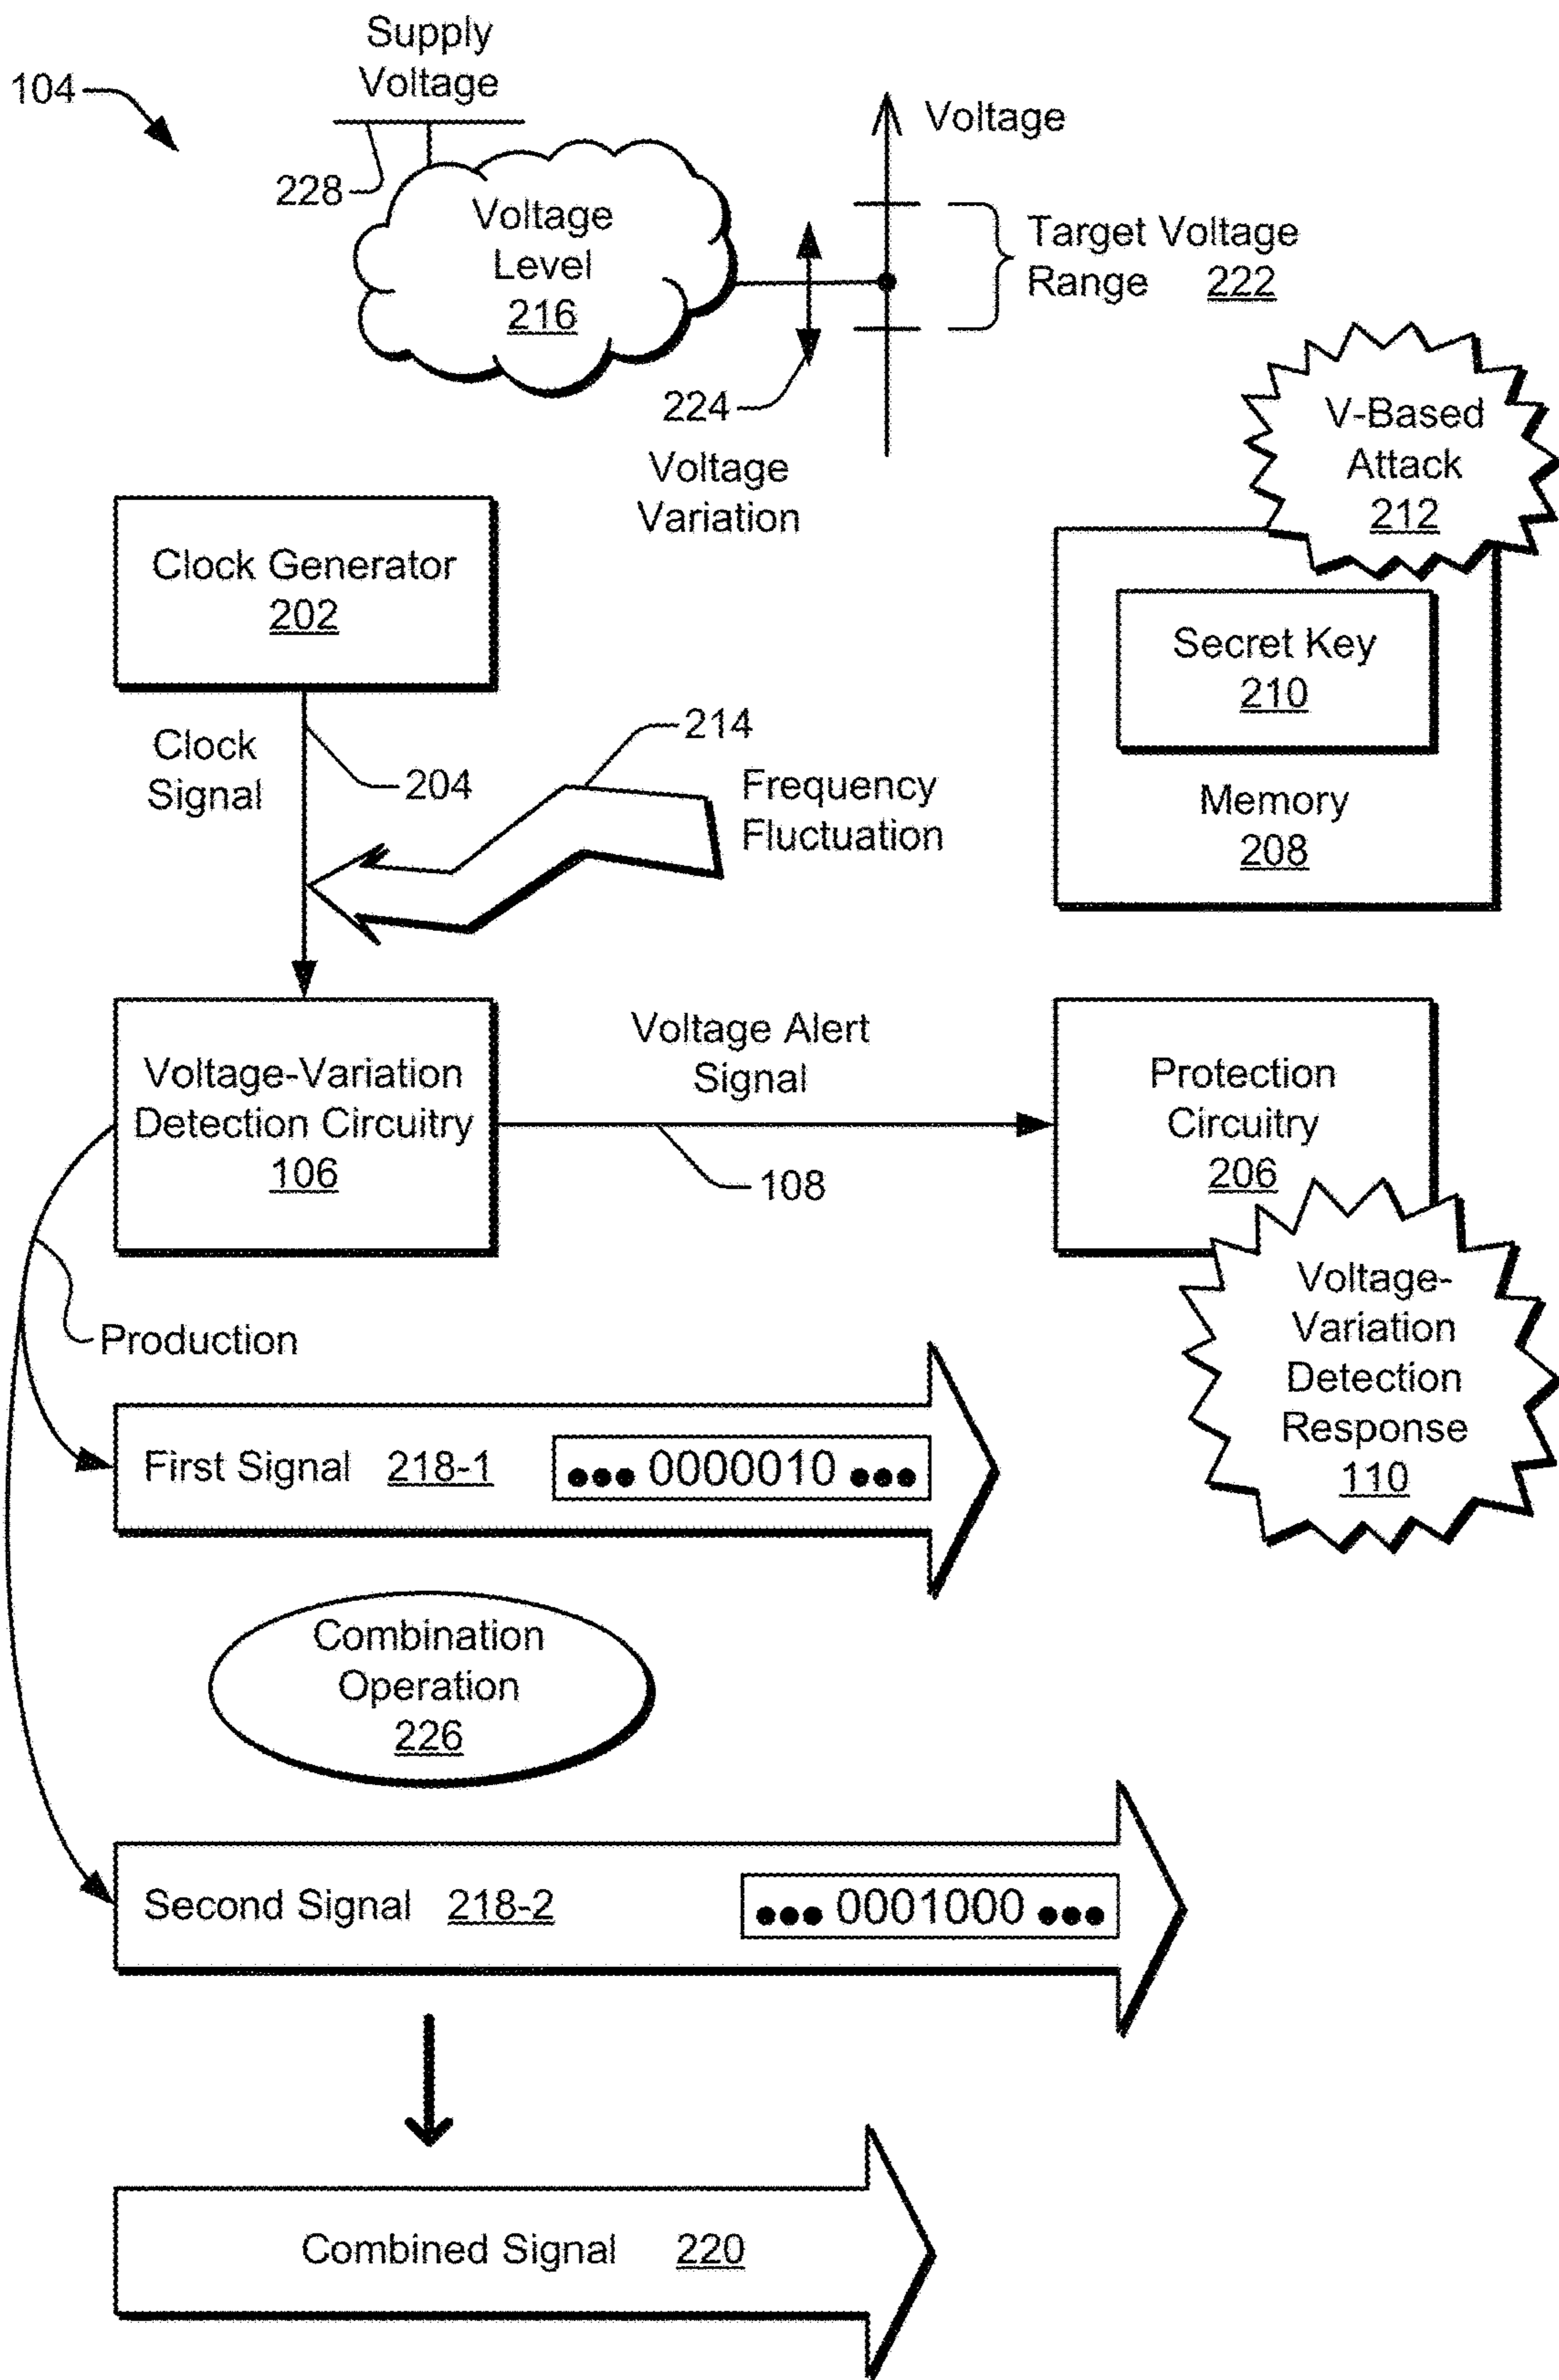 Supply
Voltage
104
228
Voltage
Level
216
Voltage
Target Voltage
Range 222
224
Voltage
Variation
V-Based
Attack
212
Clock Generator
202
Secret Key
210
Memory
208
Clock
Signal
204
214
Frequency
Fluctuation
Voltage-Variation
Detection Circuitry
106
Voltage Alert
Signal
108
Protection
Circuitry
206
Voltage-
Variation
Detection
Response
110
Production
First Signal 218-1 ●●● 0000010 ●●●
Combination
Operation
226
Second Signal 218-2 ●●● 0001000 ●●●
Combined Signal 220